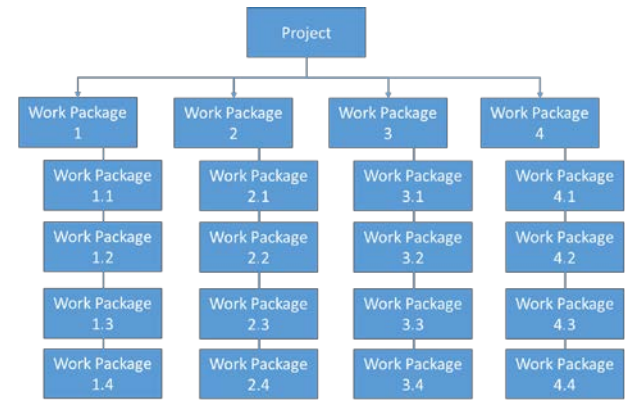 Project
Work Package
1
Work Package
2
Work Package
3
Work Package
4
Work Package
1.1
Work Package
2.1
Work Package
3.1
Work Package
4.1
Work Package
1.2
Work Package
2.2
Work Package
3.2
Work Package
4.2
Work Package
1.3
Work Package
2.3
Work Package
3.3
Work Package
4.3
Work Package
1.4
Work Package
2.4
Work Package
3.4
Work Package
4.4